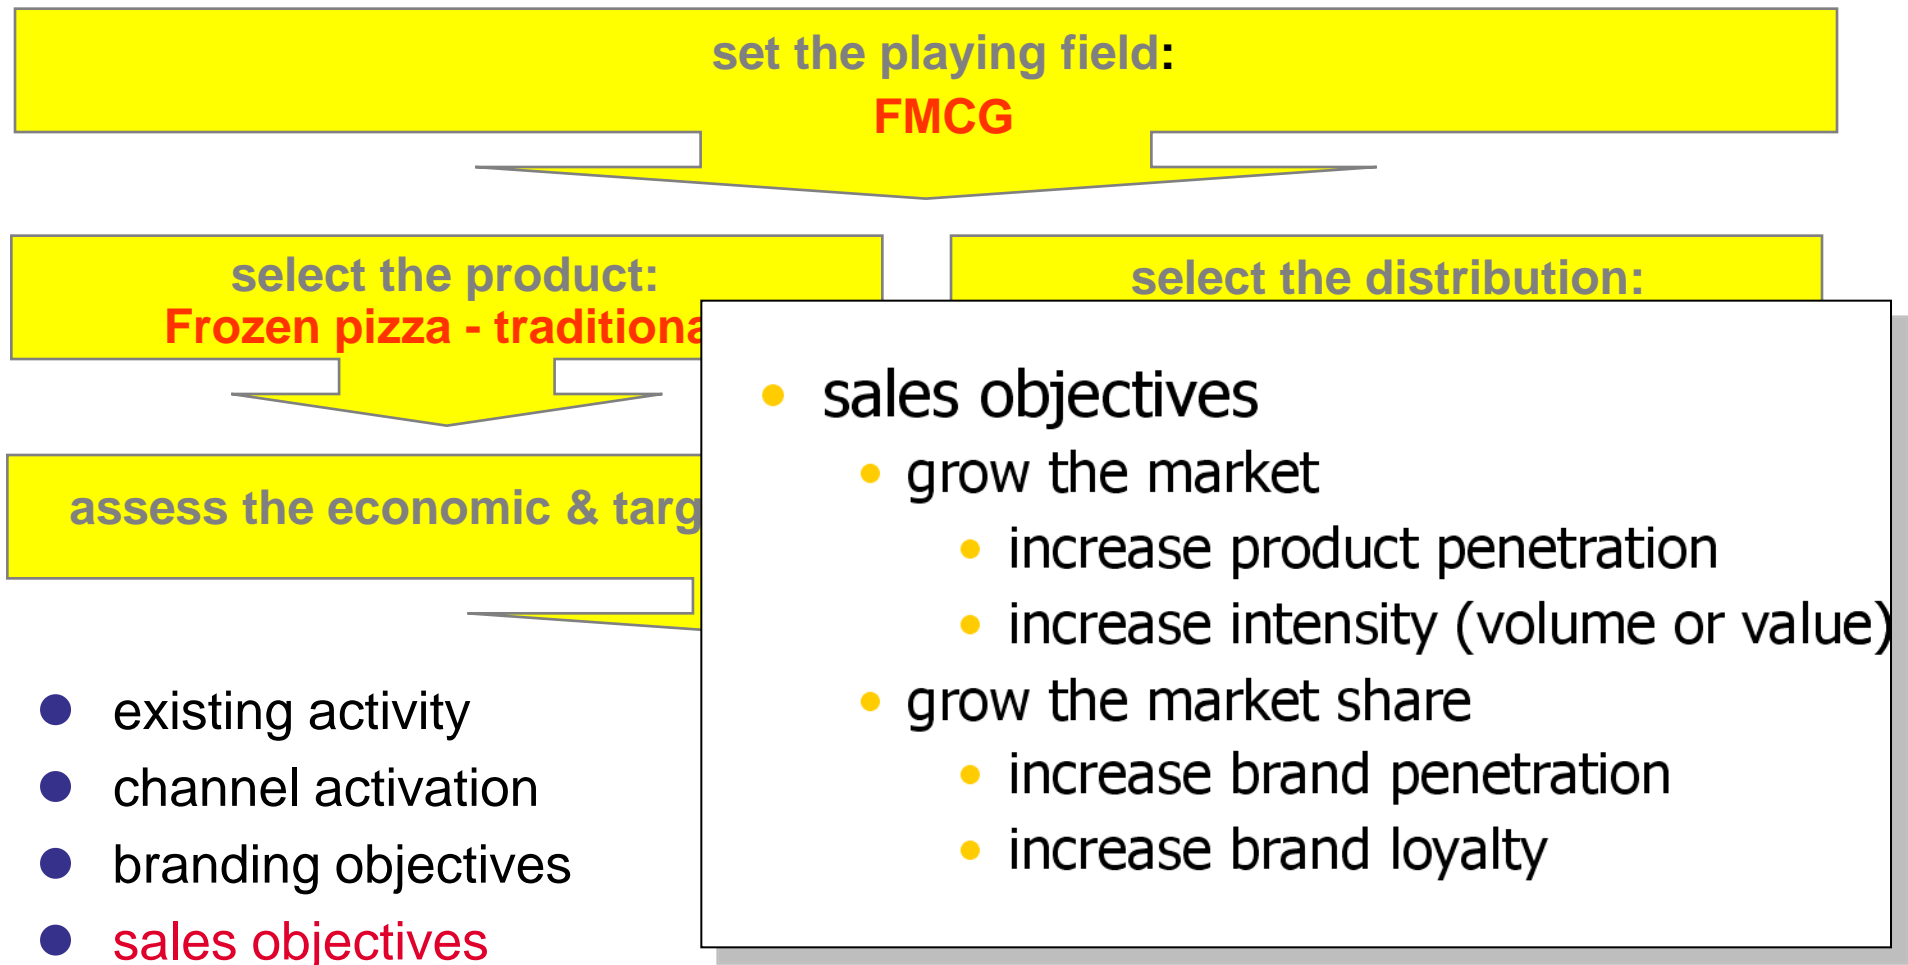 set the playing field:
FMCG
select the product:
Frozen pizza - tradition
select the distribution:
assess the economic & targ
existing activity
channel activation
branding objectives
sales objectives
sales objectives
grow the market
increase product penetration
increase intensity (volume or value)
grow the market share
increase brand penetration
increase brand loyalty